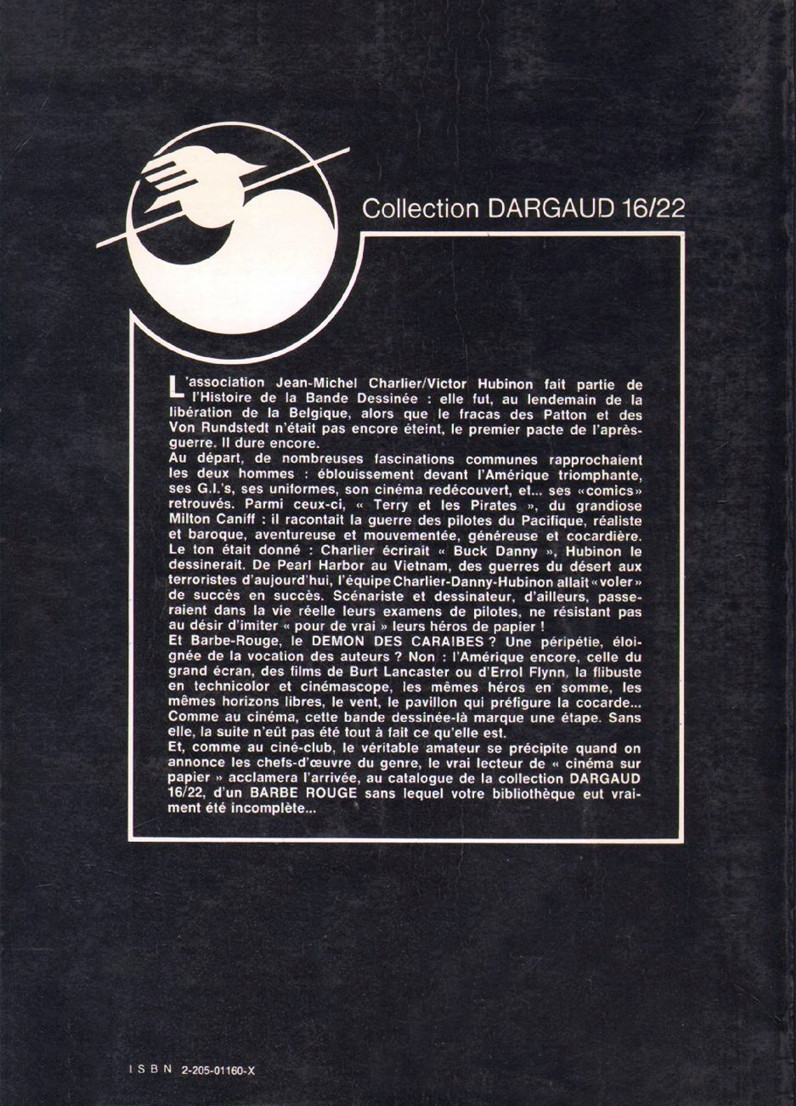 Collection DARGAUD 16/22
L'association Jean-Michel Charlier/Victor Hubinon fait partie de
l'Histoire de la Bande Dessinée : elle fut, au lendemain de la
libération de la Belgique, alors que le fracas des Patton et des
Von Rundstedt n'était pas encore éteint, le premier pacte de l'après-
guerre. Il dure encore.
Au départ, de nombreuses fascinations communes rapprochaient
les deux hommes : éblouissement devant l'Amérique triomphante,
ses G.I.'s, ses uniformes, son cinéma redécouvert, et... ses «comics»
retrouvés. Parmi ceux-ci, « Terry et les Pirates », du grandiose
Milton Caniff : il racontait la guerre des pilotes du Pacifique, réaliste
et baroque, aventureuse et mouvementée, généreuse et cocardière.
Le ton était donné : Charlier écrirait « Buck Danny », Hubinon le
dessinerait. De Pearl Harbor au Vietnam, des guerres du désert aux
terroristes d'aujourd'hui, l'équipe Charlier-Danny-Hubinon allait «voler»
de succès en succès. Scénariste et dessinateur, d'ailleurs, passe-
raient dans la vie réelle leurs examens de pilotes, ne résistant pas
au désir d'imiter « pour de vrai » leurs héros de papier !
Et Barbe-Rouge, le DEMON DES CARAIBES ? Une péripétie, éloi-
gnée de la vocation des auteurs ? Non : l'Amérique encore, celle du
grand écran, des films de Burt Lancaster ou d'Errol Flynn, la flibuste
en technicolor et cinémascope, les mêmes héros en somme, les
mêmes horizons libres, le vent, le pavillon qui préfigure la cocarde...
Comme au cinéma, cette bande dessinée-là marque une étape. Sans
elle, la suite n'eût pas été tout à fait ce qu'elle est.
Et, comme au ciné-club, le véritable amateur se précipite quand on
annonce les chefs-d'œuvre du genre, le vrai lecteur de « cinéma sur
papier » acclamera l'arrivée, au catalogue de la collection DARGAUD
16/22, d'un BARBE ROUGE sans lequel votre bibliothèque eut vrai-
ment été incomplète...
ISBN 2-205-01160-X